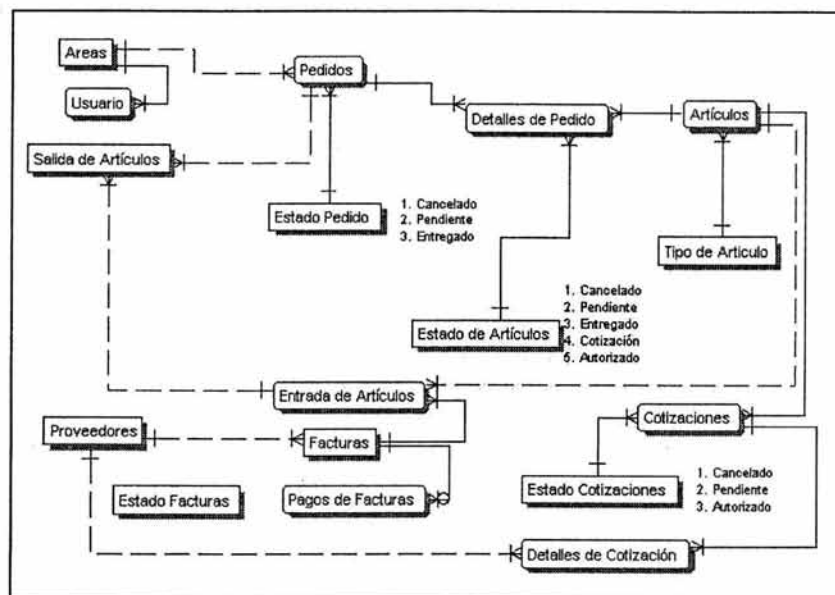 Areas
Pedidos
Usuario
Detalles de Pedido
Artículos
Salida de Artículos
Estado Pedido
1. Cancelado
2. Pendiente
3. Entregado
Tipo de Articulo
Estado de Artículos
1. Cancelado
2. Pendiente
3. Entregado
4. Cotización
5. Autorizado
Entrada de Artículos
Cotizaciones
Proveedores
Facturas
Estado Facturas
Pagos de Facturas
Estado Cotizaciones
1. Cancelado
2. Pendiente
3. Autorizado
Detalles de Cotización